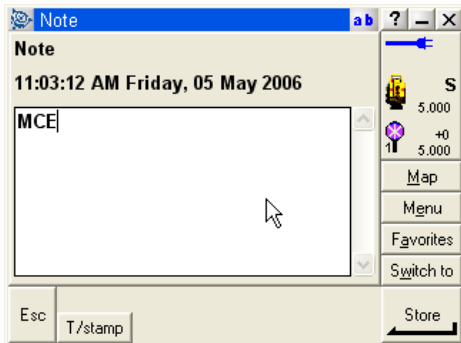 Note
ab ? – X
Note
11:03:12 AM Friday, 05 May 2006
MCE
S
5.000
+0
1 5.000
Map
Menu
Favorites
Switch to
Esc
T/stamp
Store